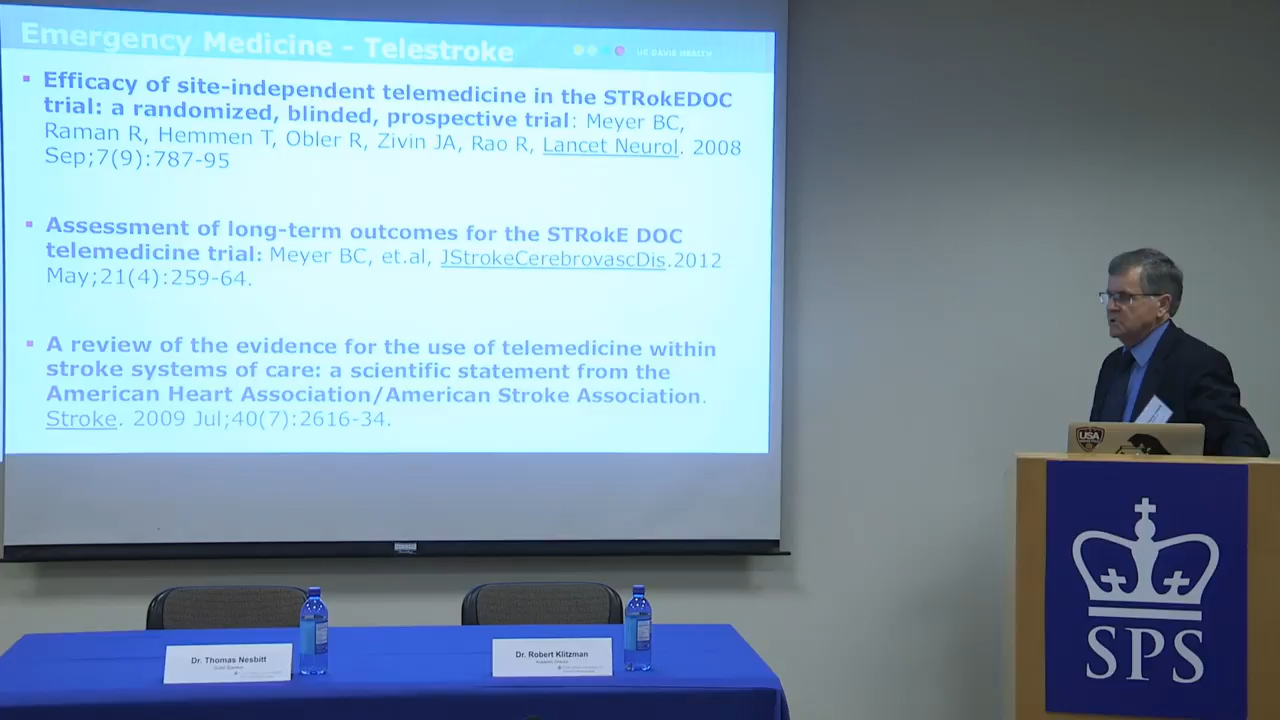 Emergency Medicine - Telestroke
UC DAVIS HEALTH
Efficacy of site-independent telemedicine in the STRokEDOC
trial: a randomized, blinded, prospective trial: Meyer BC,
Raman R, Hemmen T, Obler R, Zivin JA, Rao R, Lancet Neurol. 2008
Sep;7(9):787-95
Assessment of long-term outcomes for the STRokE DOC
telemedicine trial: Meyer BC, et.al, JStrokeCerebrovascDis.2012
May;21(4):259-64.
A review of the evidence for the use of telemedicine within
stroke systems of care: a scientific statement from the
American Heart Association/American Stroke Association.
Stroke. 2009 Jul;40(7):2616-34.
USA
SPS
Dr. Thomas Nesbitt
Guest Speaker
Dr. Robert Klitzman
Academic Director